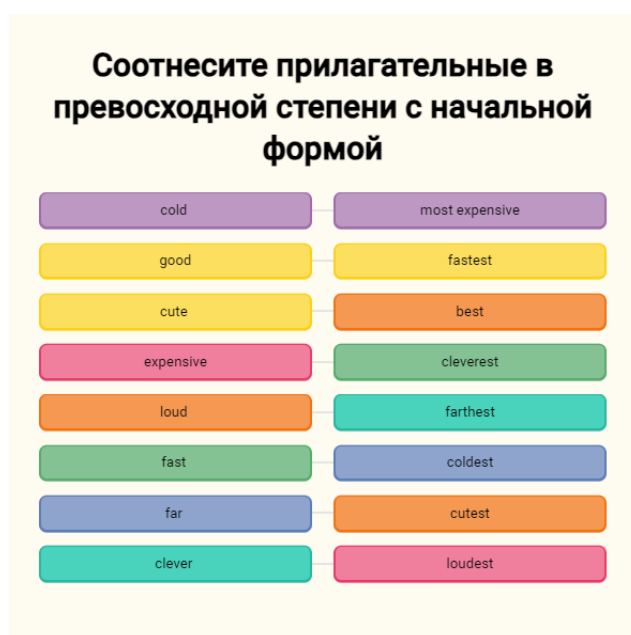 Соотнесите прилагательные в
превосходной степени с начальной
формой
cold most expensive
good fastest
cute best
expensive cleverest
loud farthest
fast coldest
far cutest
clever loudest